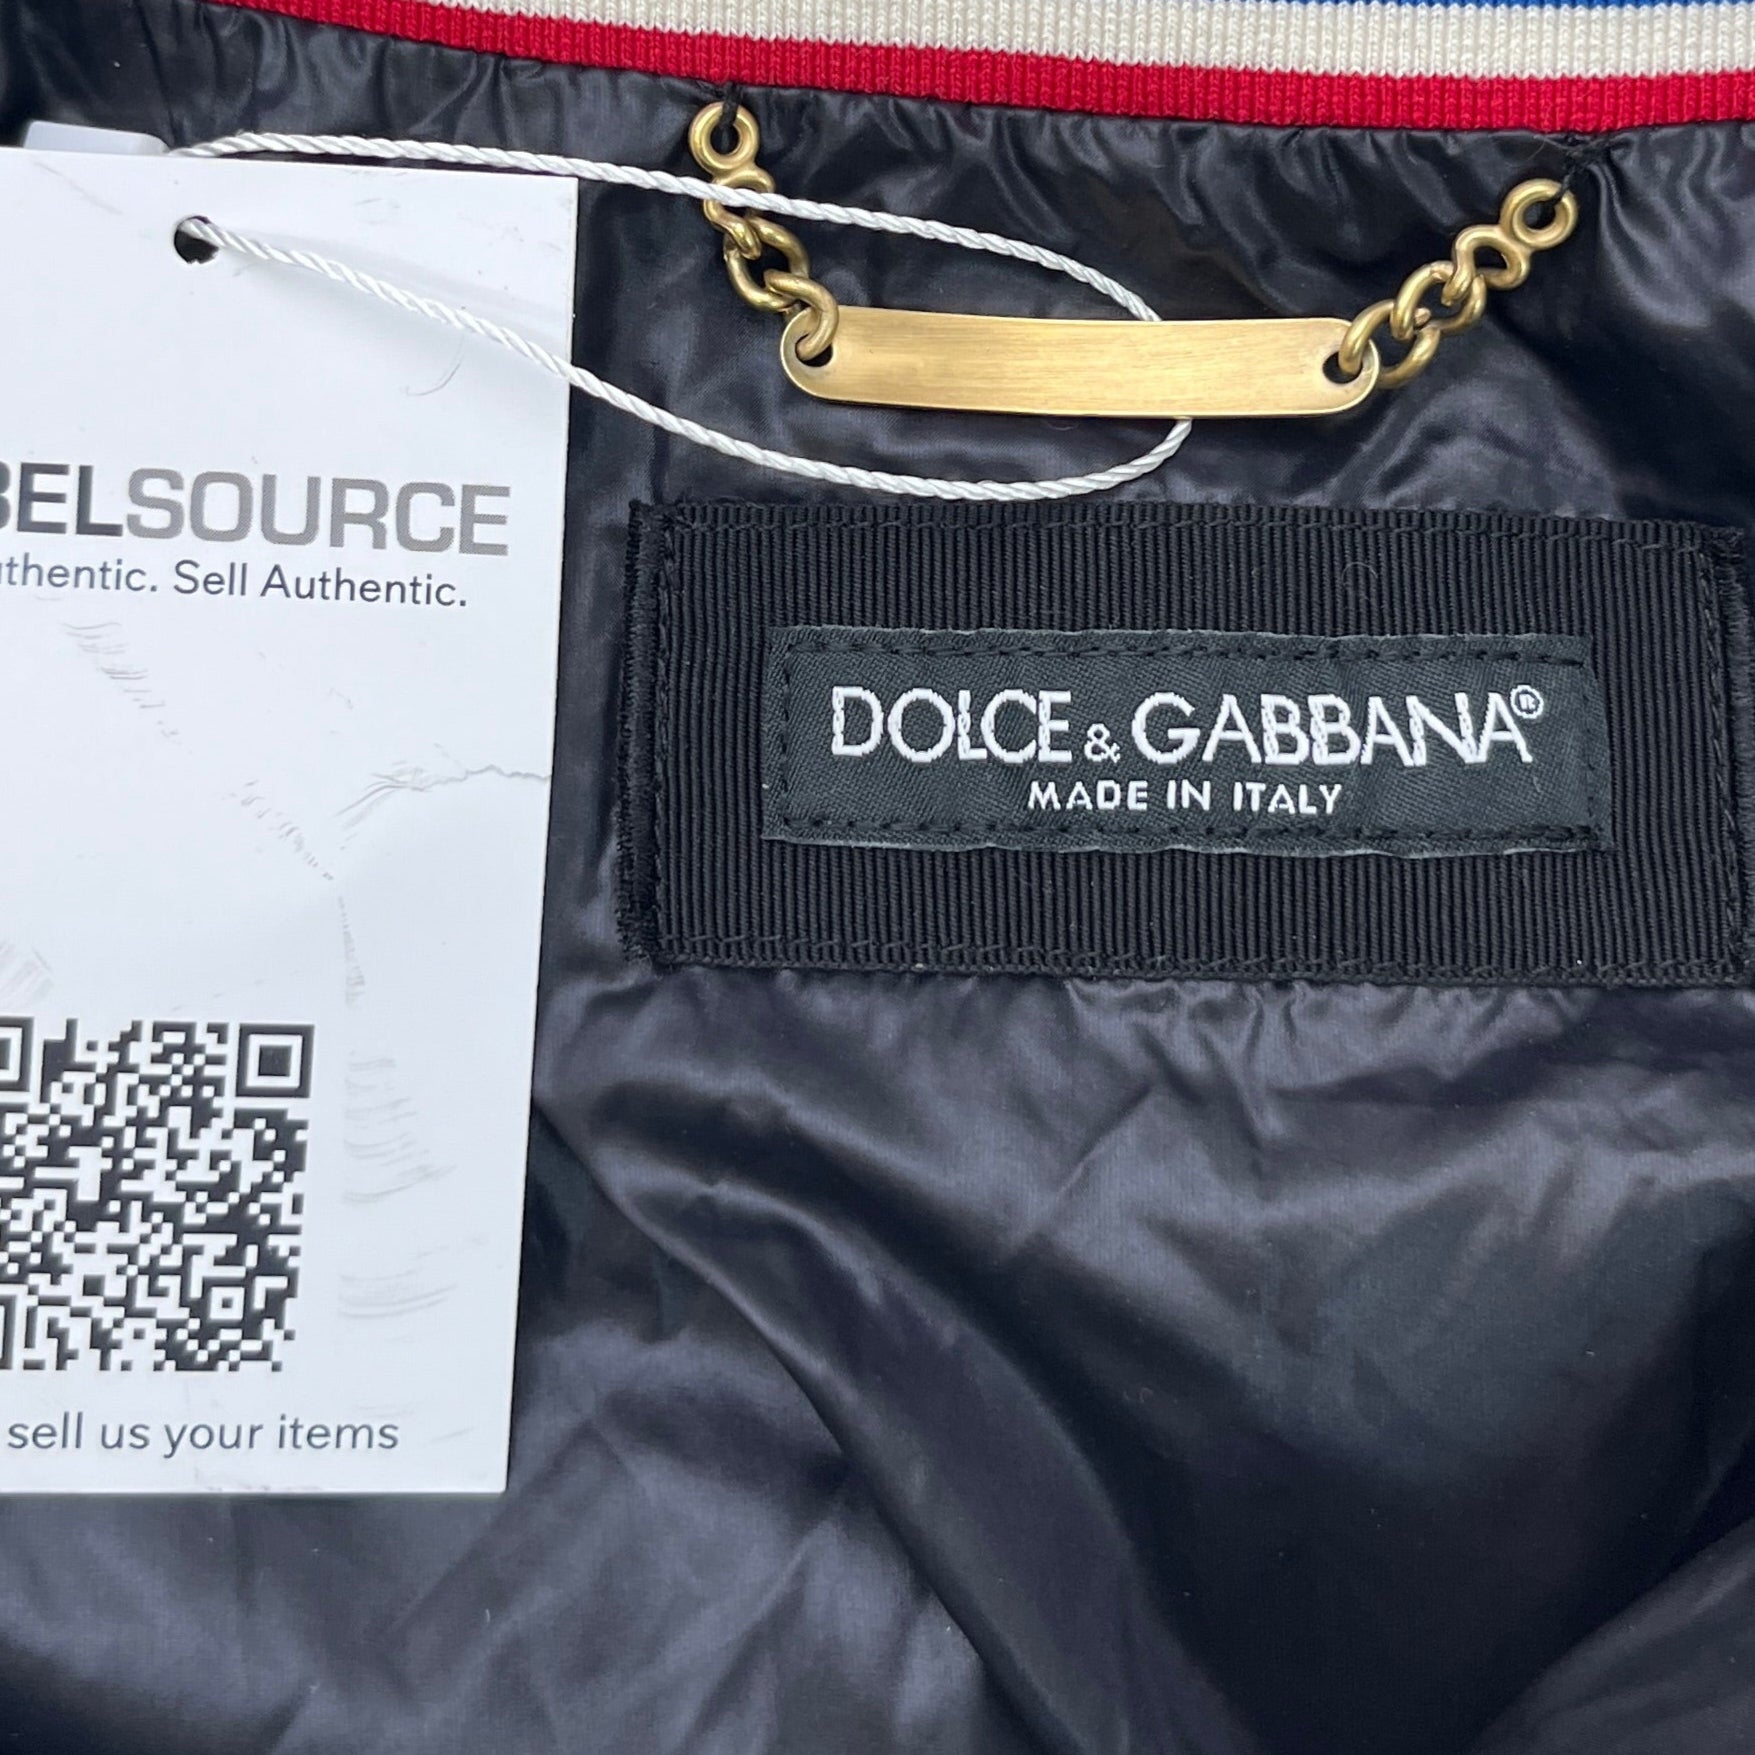 BELSOURCE
uthentic. Sell Authentic.
sell us your items
DOLCE & GABBANA®
MADE IN ITALY